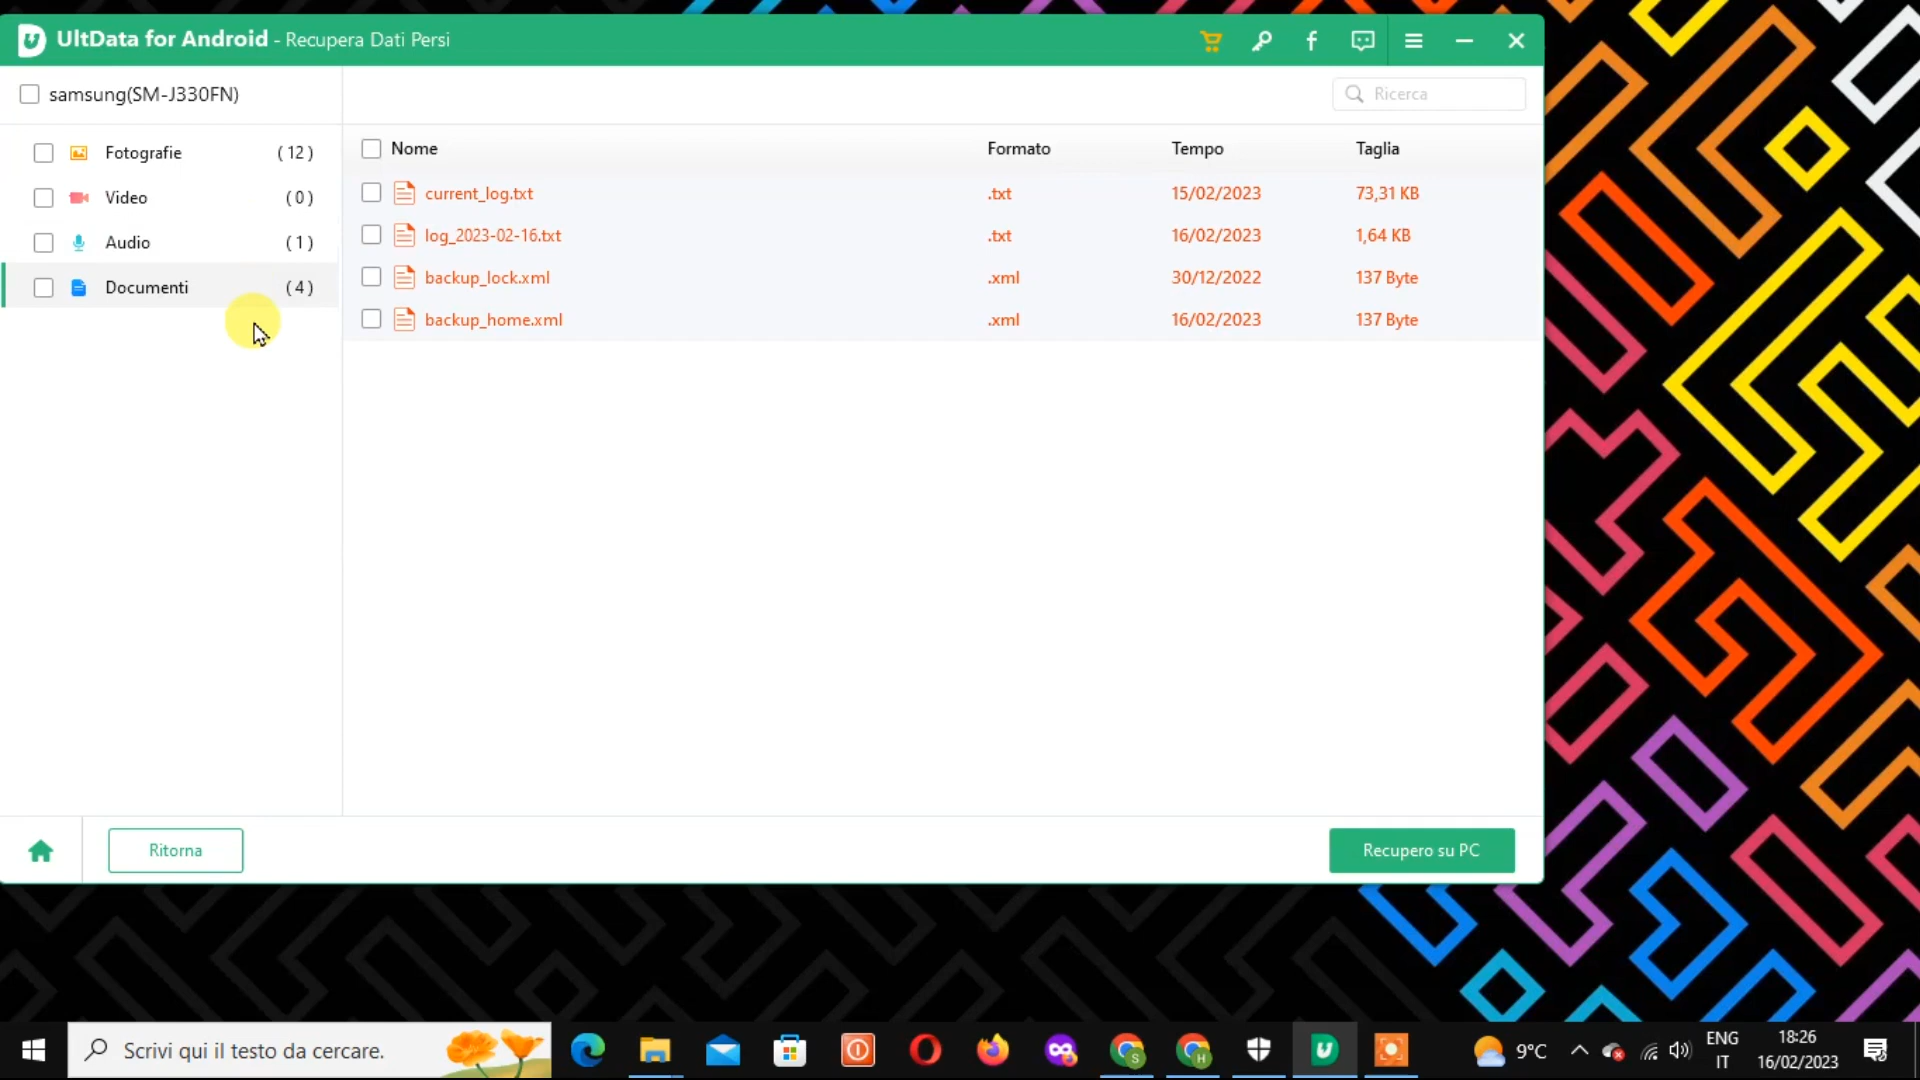 UltData for Android - Recupera Dati Persi
samsung(SM-J330FN)
Ricerca
Fotografie (12)
Video (0)
Audio (1)
Documenti (4)
Nome Formato Tempo Taglia
current_log.txt .txt 15/02/2023 73,31 KB
log_2023-02-16.txt .txt 16/02/2023 1,64 KB
backup_lock.xml .xml 30/12/2022 137 Byte
backup_home.xml .xml 16/02/2023 137 Byte
Ritorna
Recupero su PC
Scrivi qui il testo da cercare.
S
H
9°C
ENG
IT
18:26
16/02/2023